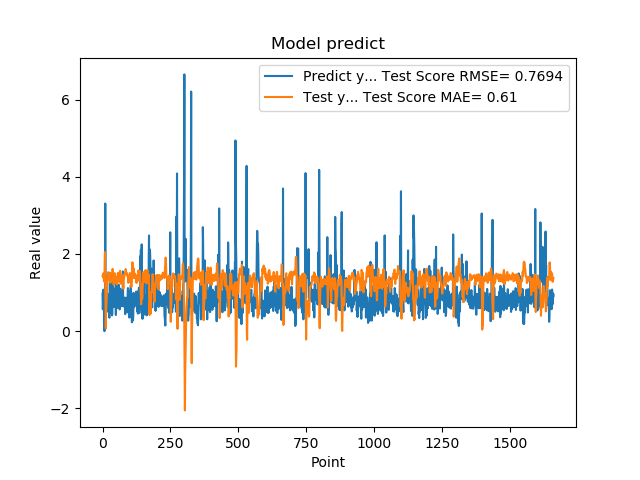 Model predict
Predict y... Test Score RMSE= 0.7694
Test y... Test Score MAE= 0.61
Real value
6
4
2
0
−2
0 250 500 750 1000 1250 1500
Point